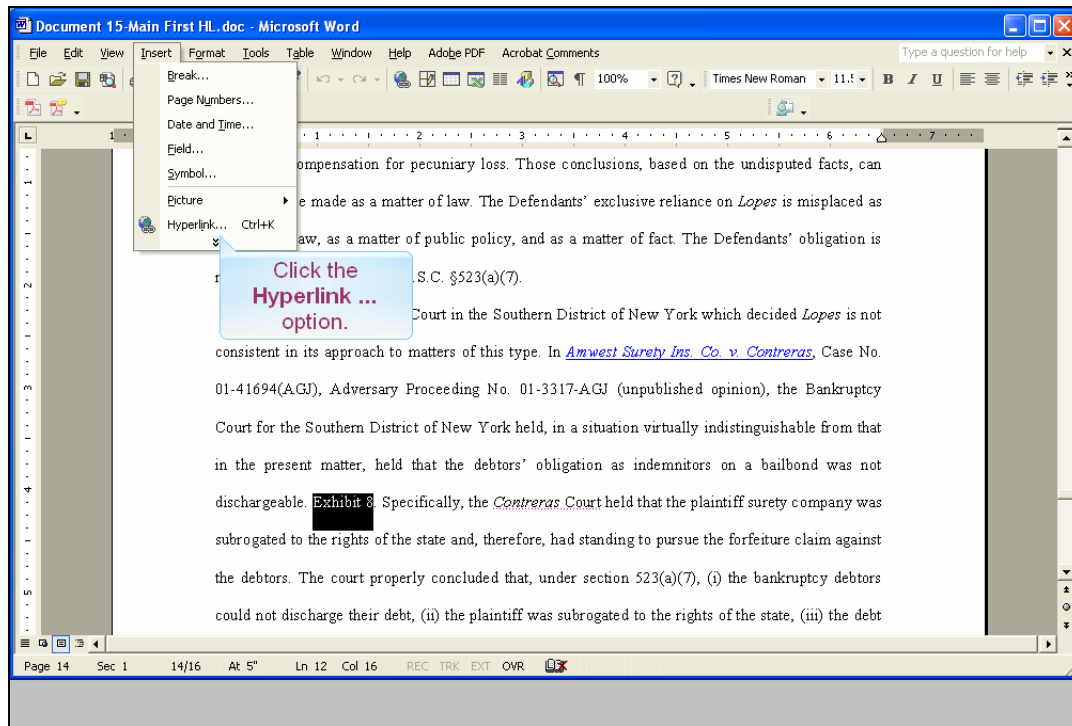 Document 15-Main First HL.doc - Microsoft Word
File Edit View Insert Format Tools Table Window Help Adobe PDF Acrobat Comments Type a question for help
100% Times New Roman 11.5 B I U
Break...
Page Numbers...
Date and Time...
Field...
Symbol...
Picture
Hyperlink... Ctrl+K
L 1 1 2 3 4 5 6 7
ompensation for pecuniary loss. Those conclusions, based on the undisputed facts, can
e made as a matter of law. The Defendants' exclusive reliance on Lopes is misplaced as
aw, as a matter of public policy, and as a matter of fact. The Defendants' obligation is
S.C. §523(a)(7).
Click the
Hyperlink ...
option.
Court in the Southern District of New York which decided Lopes is not
consistent in its approach to matters of this type. In Amwest Surety Ins. Co. v. Contreras, Case No.
01-41694(AGJ), Adversary Proceeding No. 01-3317-AGJ (unpublished opinion), the Bankruptcy
Court for the Southern District of New York held, in a situation virtually indistinguishable from that
in the present matter, held that the debtors' obligation as indemnitors on a bailbond was not
dischargeable. Exhibit 8. Specifically, the Contreras Court held that the plaintiff surety company was
subrogated to the rights of the state and, therefore, had standing to pursue the forfeiture claim against
the debtors. The court properly concluded that, under section 523(a)(7), (i) the bankruptcy debtors
could not discharge their debt, (ii) the plaintiff was subrogated to the rights of the state, (iii) the debt
Page 14 Sec 1 14/16 At 5" Ln 12 Col 16 REC TRK EXT OVR